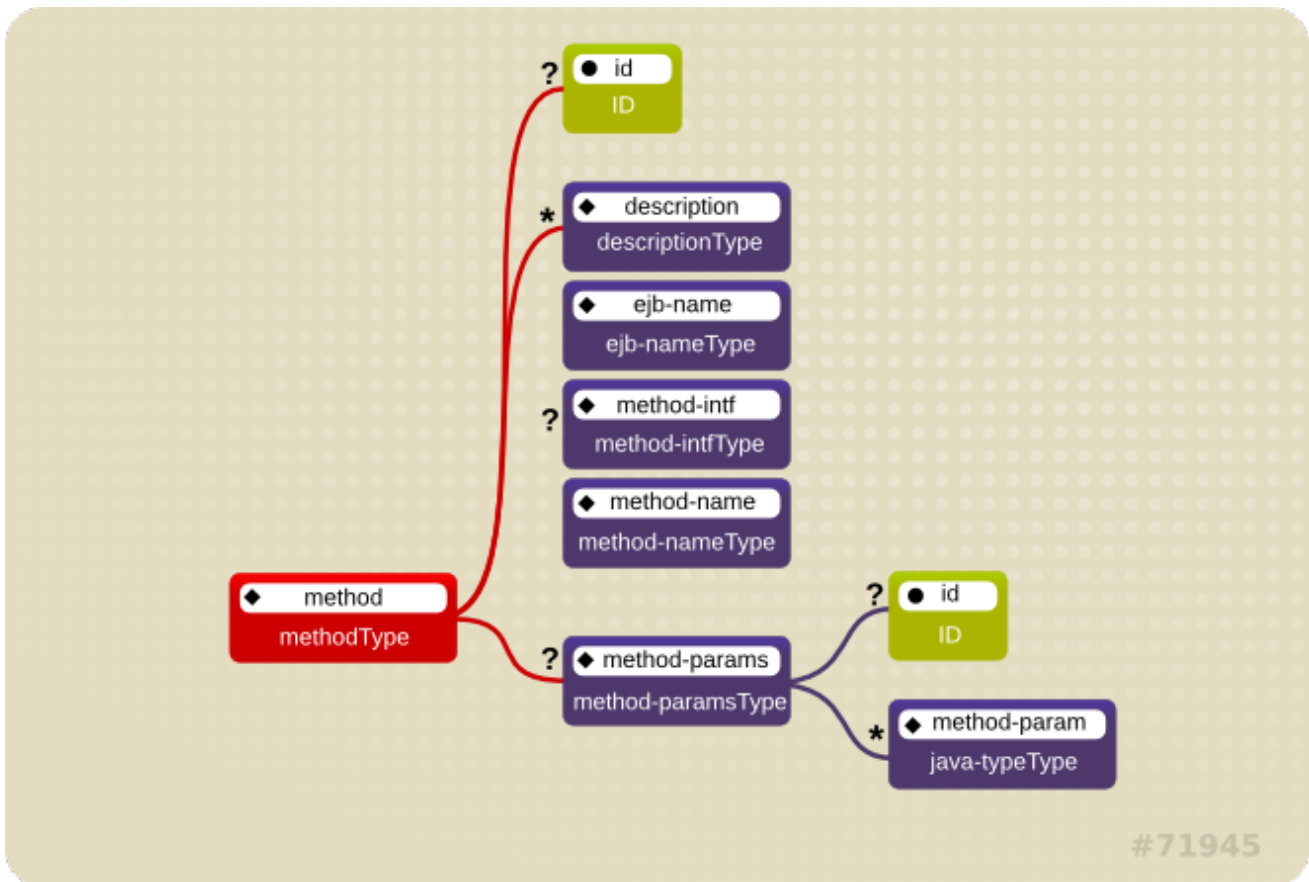 ? id
ID
* description
descriptionType
ejb-name
ejb-nameType
? method-intf
method-intfType
method-name
method-nameType
method
methodType
? method-params
method-paramsType
? id
ID
* method-param
java-typeType
#71945